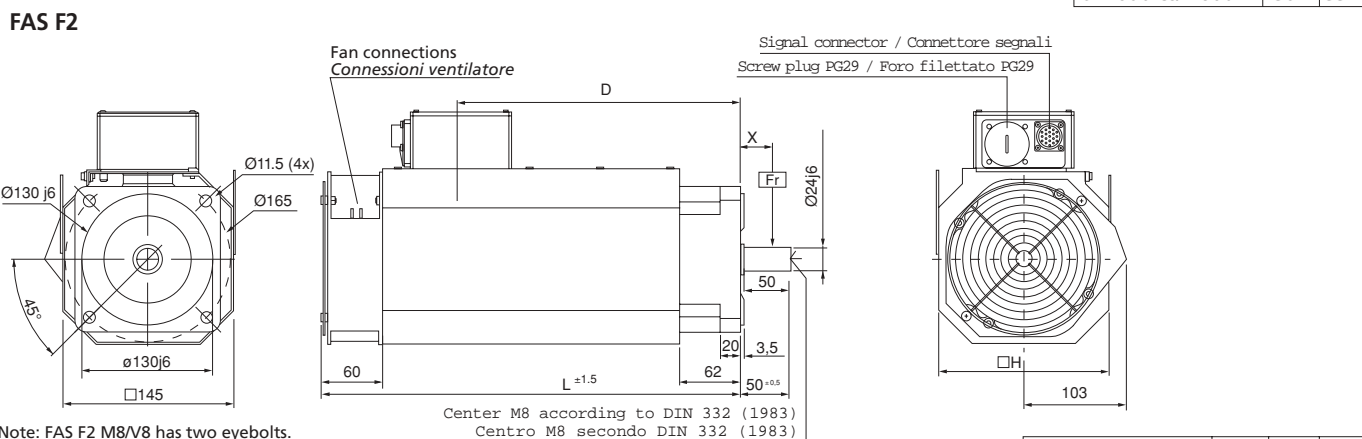 FAS F2
Fan connections
Connessioni ventilatore
Signal connector / Connettore segnali
Screw plug PG29 / Foro filettato PG29
D
X
Fr
Ø24j6
Ø11.5 (4x)
Ø130 j6
Ø165
45°
ø130j6
□145
50
20
3,5
60
L ±1.5
62
50 ±0,5
□H
103
Center M8 according to DIN 332 (1983)
Centro M8 secondo DIN 332 (1983)
Note: FAS F2 M8/V8 has two eyebolts.